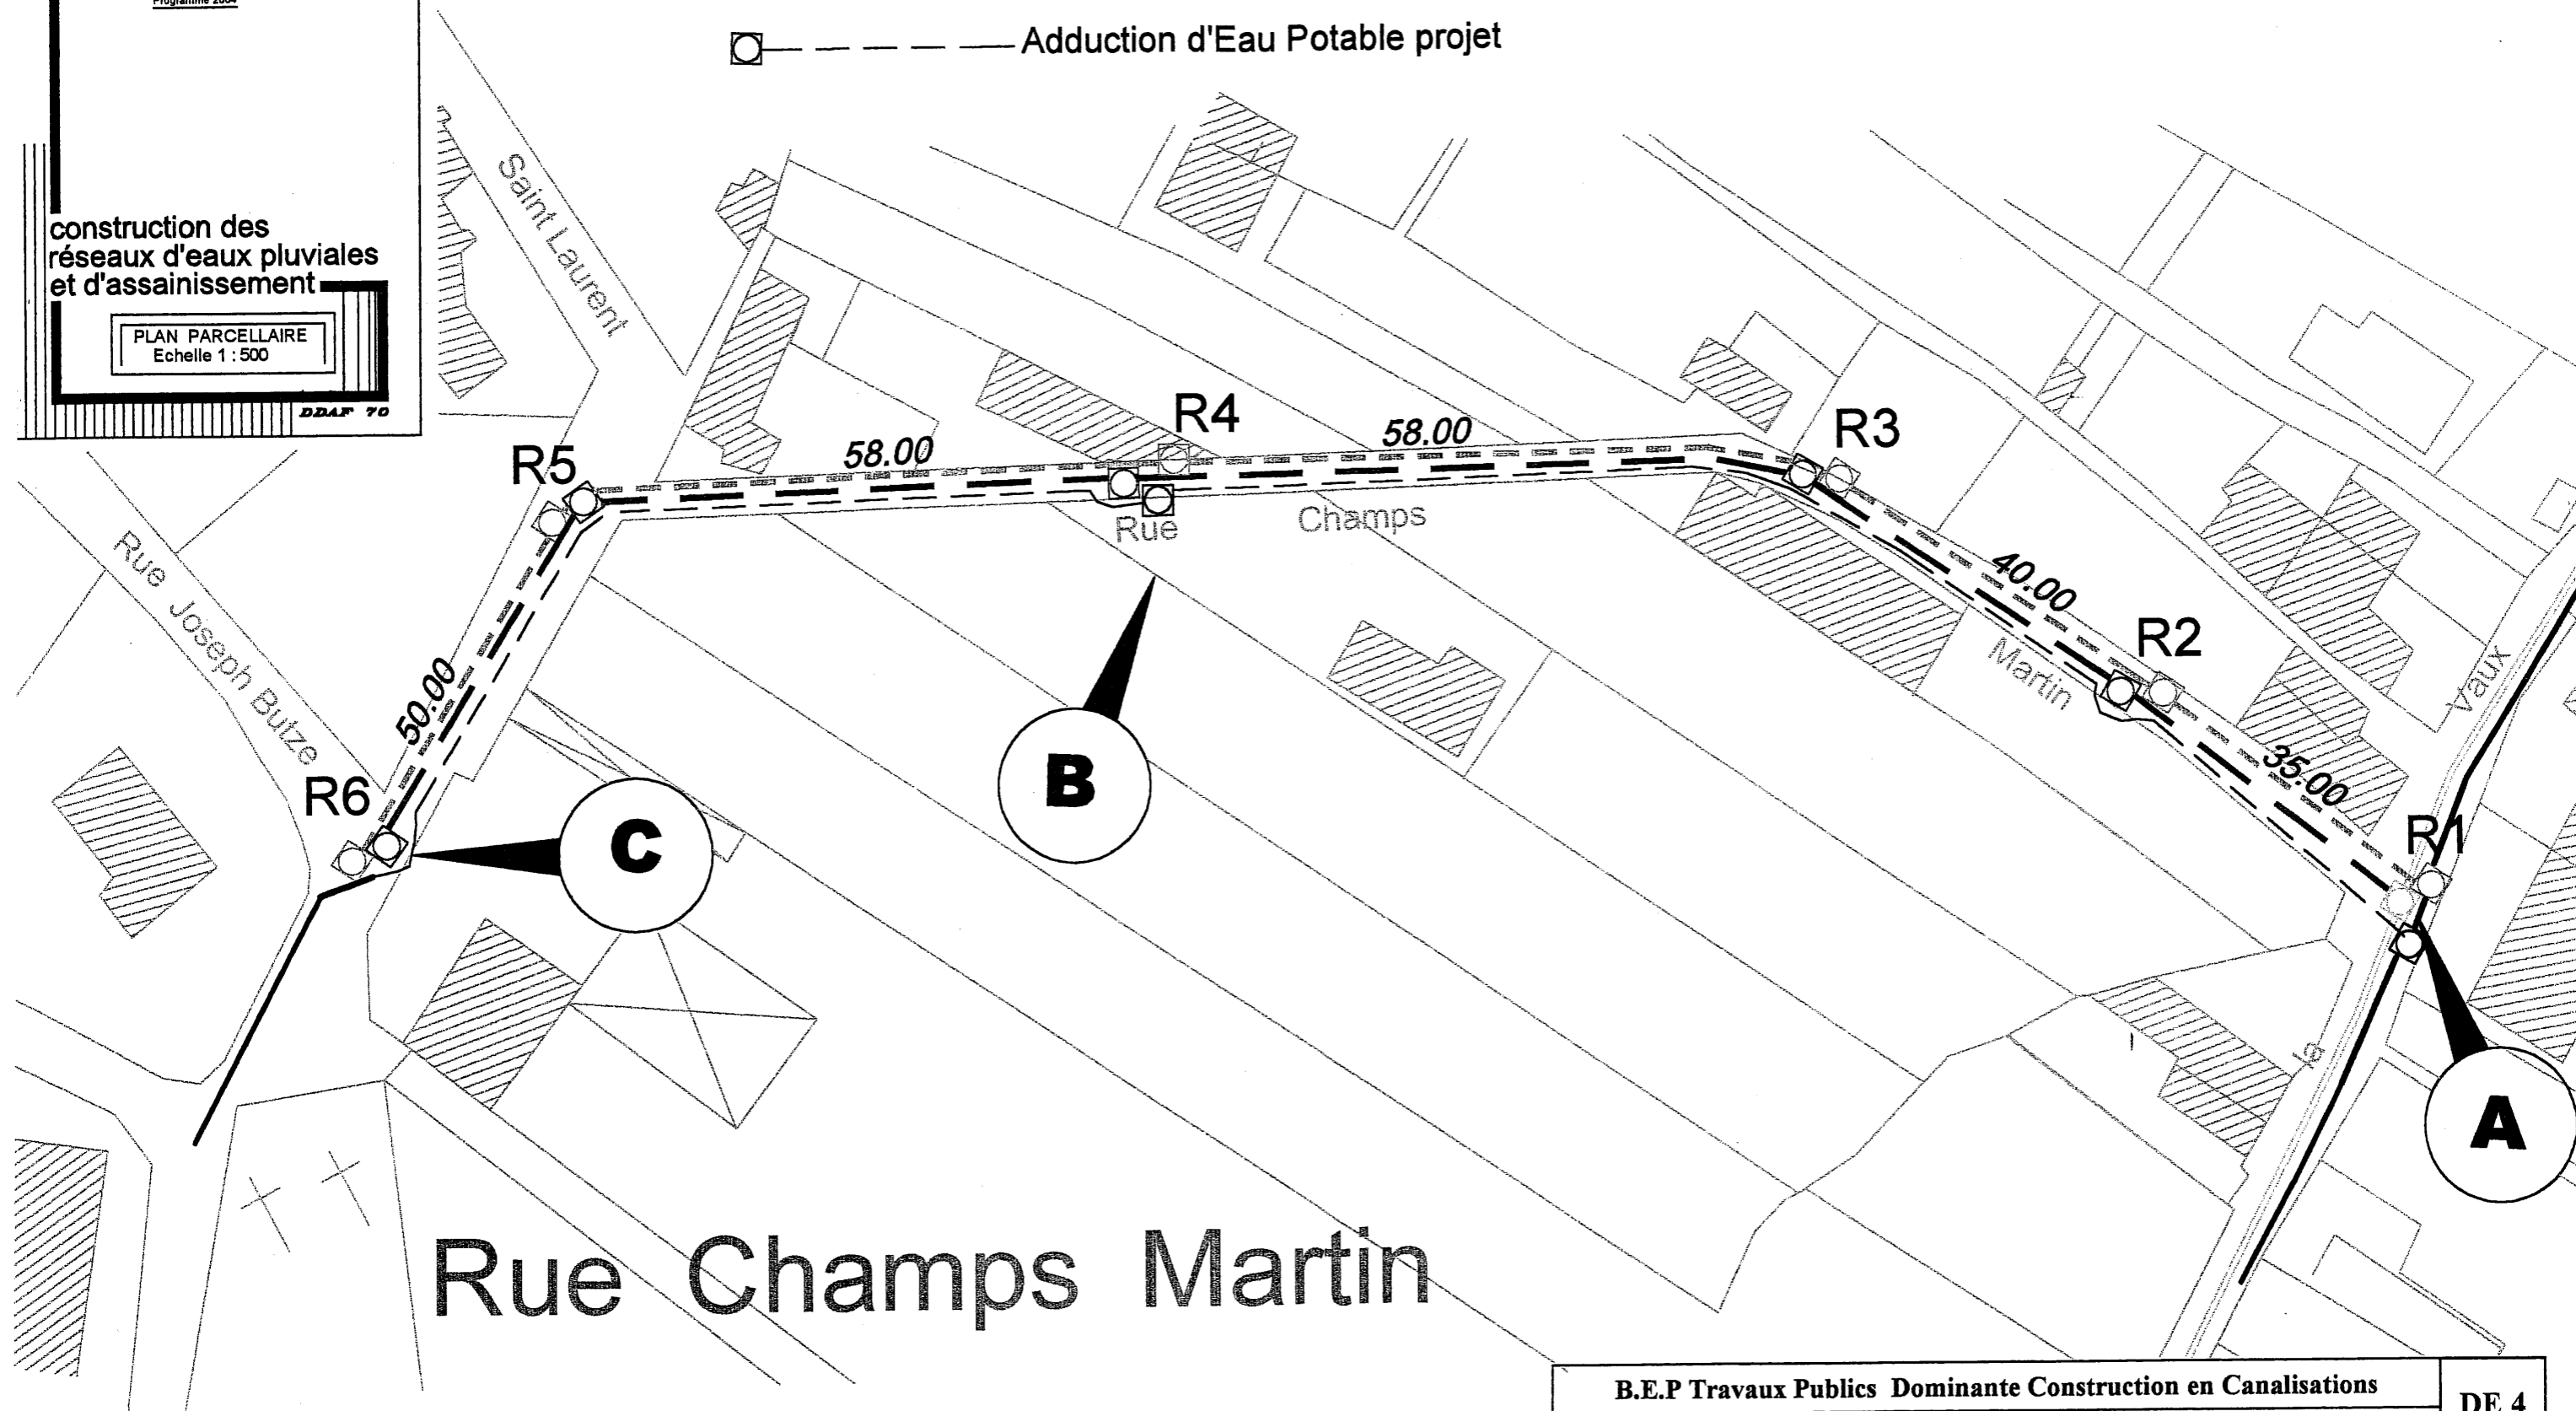 Programme 2004
Adduction d'Eau Potable projet
construction des
réseaux d'eaux pluviales
et d'assainissement
PLAN PARCELLAIRE
Echelle 1 : 500
DDAF 70
Saint Laurent
R4
R3
58.00
58.00
R5
Rue Champs
40.00
R2
Martin
Rue Joseph Butze
50.00
Vaux
35.00
B
R6
C
R1
la
A
Rue Champs Martin
B.E.P Travaux Publics Dominante Construction en Canalisations
DE 4